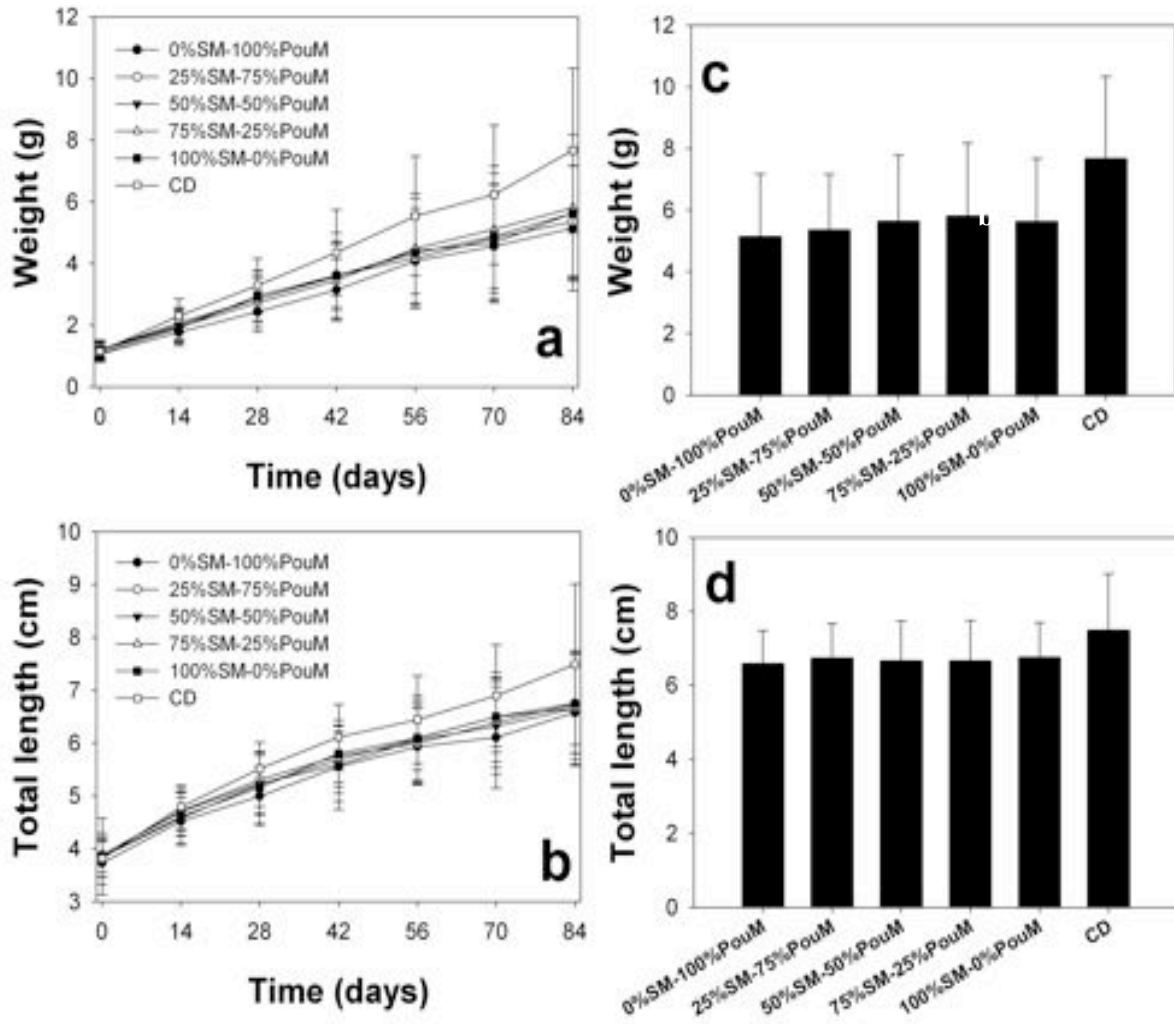 12
10
8
6
4
2
0
Weight (g)
0%SM-100%PouM
25%SM-75%PouM
50%SM-50%PouM
75%SM-25%PouM
100%SM-0%PouM
CD
a
0 14 28 42 56 70 84
Time (days)
12
10
8
6
4
2
0
Weight (g)
c
b
0%SM-100%PouM
25%SM-75%PouM
50%SM-50%PouM
75%SM-25%PouM
100%SM-0%PouM
CD
10
9
8
7
6
5
4
3
Total length (cm)
0%SM-100%PouM
25%SM-75%PouM
50%SM-50%PouM
75%SM-25%PouM
100%SM-0%PouM
CD
b
0 14 28 42 56 70 84
Time (days)
10
8
6
4
2
0
Total length (cm)
d
0%SM-100%PouM
25%SM-75%PouM
50%SM-50%PouM
75%SM-25%PouM
100%SM-0%PouM
CD